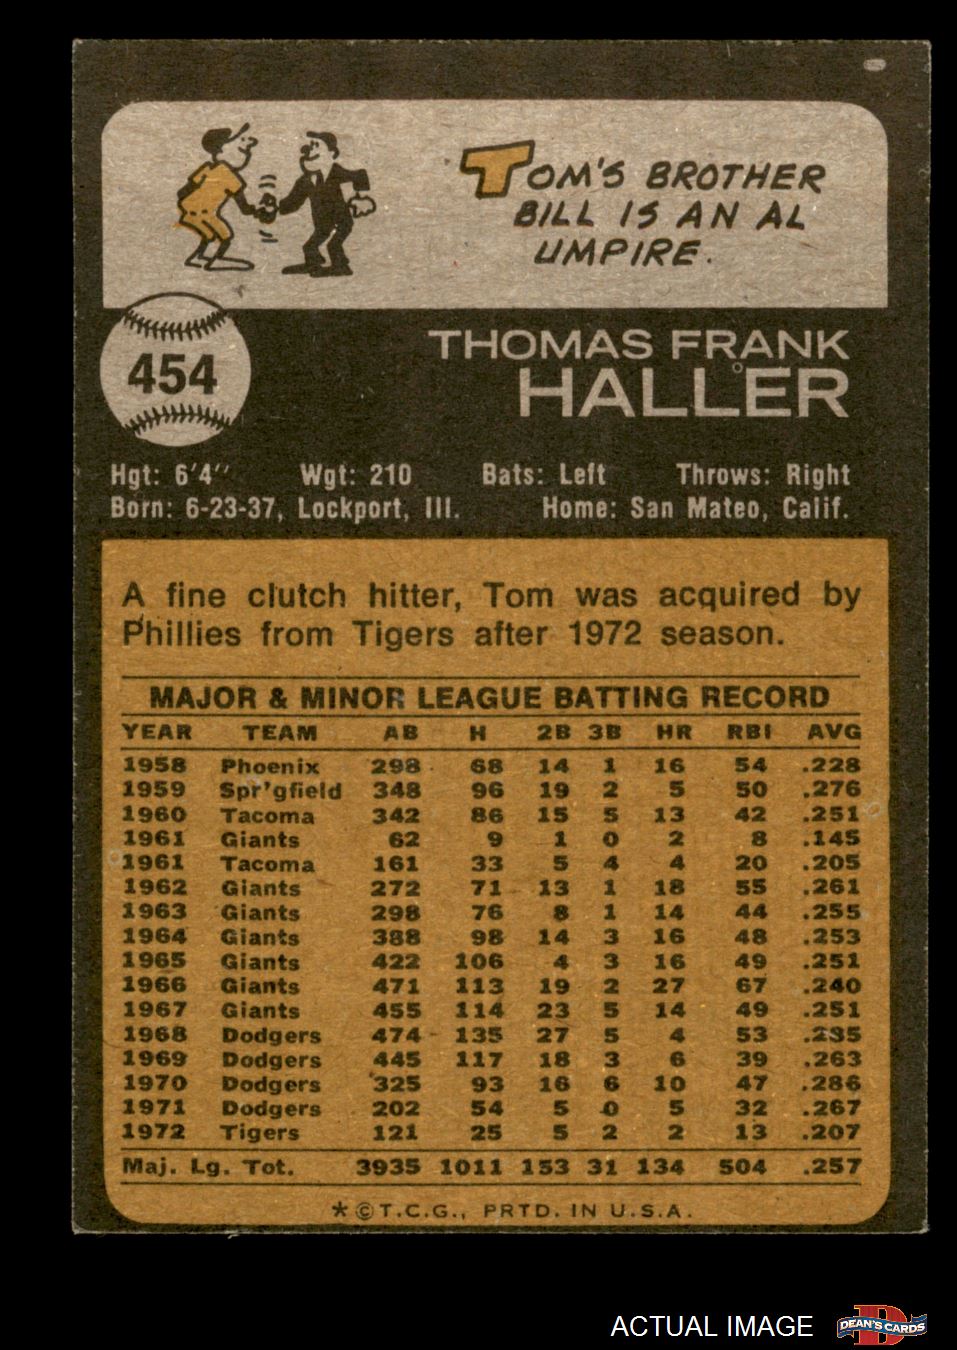 TOM'S BROTHER
BILL IS AN AL
UMPIRE.
454
THOMAS FRANK
HALLER
Hgt: 6'4" Wgt: 210 Bats: Left Throws: Right
Born: 6-23-37, Lockport, Ill. Home: San Mateo, Calif.
A fine clutch hitter, Tom was acquired by
Phillies from Tigers after 1972 season.
MAJOR & MINOR LEAGUE BATTING RECORD
YEAR TEAM AB H 2B 3B HR RBI AVG
1958 Phoenix 298 68 14 1 16 54 .228
1959 Spr'gfield 348 96 19 2 5 50 .276
1960 Tacoma 342 86 15 5 13 42 .251
1961 Giants 62 9 1 0 2 8 .145
1961 Tacoma 161 33 5 4 4 20 .205
1962 Giants 272 71 13 1 18 55 .261
1963 Giants 298 76 8 1 14 44 .255
1964 Giants 388 98 14 3 16 48 .253
1965 Giants 422 106 4 3 16 49 .251
1966 Giants 471 113 19 2 27 67 .240
1967 Giants 455 114 23 5 14 49 .251
1968 Dodgers 474 135 27 5 4 53 .235
1969 Dodgers 445 117 18 3 6 39 .263
1970 Dodgers 325 93 16 6 10 47 .286
1971 Dodgers 202 54 5 0 5 32 .267
1972 Tigers 121 25 5 2 2 13 .207
Maj. Lg. Tot. 3935 1011 153 31 134 504 .257
*©T.C.G., PRTD. IN U.S.A.
ACTUAL IMAGE
D
DEAN'S CARDS